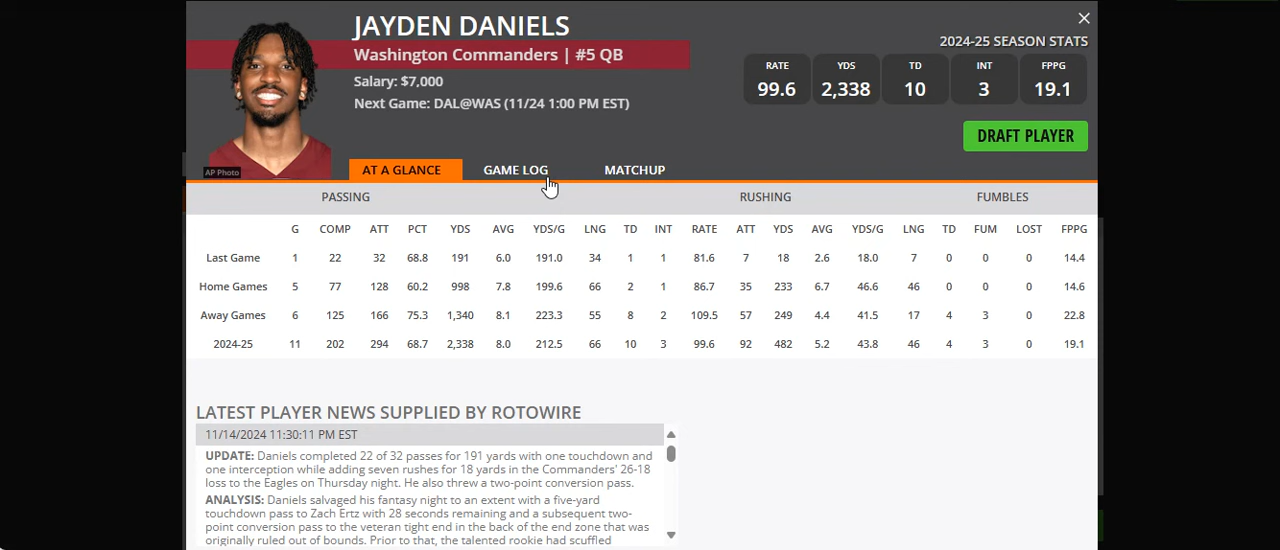 JAYDEN DANIELS
Washington Commanders | #5 QB
Salary: $7,000
Next Game: DAL@WAS (11/24 1:00 PM EST)
AP Photo
×
2024-25 SEASON STATS
RATE YDS TD INT FPPG
99.6 2,338 10 3 19.1
DRAFT PLAYER
AT A GLANCE GAME LOG MATCHUP
PASSING RUSHING FUMBLES
G COMP ATT PCT YDS AVG YDS/G LNG TD INT RATE ATT YDS AVG YDS/G LNG TD FUM LOST FPPG
Last Game 1 22 32 68.8 191 6.0 191.0 34 1 1 81.6 7 18 2.6 18.0 7 0 0 0 14.4
Home Games 5 77 128 60.2 998 7.8 199.6 66 2 1 86.7 35 233 6.7 46.6 46 0 0 0 14.6
Away Games 6 125 166 75.3 1,340 8.1 223.3 55 8 2 109.5 57 249 4.4 41.5 17 4 3 0 22.8
2024-25 11 202 294 68.7 2,338 8.0 212.5 66 10 3 99.6 92 482 5.2 43.8 46 4 3 0 19.1
LATEST PLAYER NEWS SUPPLIED BY ROTOWIRE
11/14/2024 11:30:11 PM EST
UPDATE: Daniels completed 22 of 32 passes for 191 yards with one touchdown and
one interception while adding seven rushes for 18 yards in the Commanders' 26-18
loss to the Eagles on Thursday night. He also threw a two-point conversion pass.
ANALYSIS: Daniels salvaged his fantasy night to an extent with a five-yard
touchdown pass to Zach Ertz with 28 seconds remaining and a subsequent two-
point conversion pass to the veteran tight end in the back of the end zone that was
originally ruled out of bounds. Prior to that, the talented rookie had scuffled